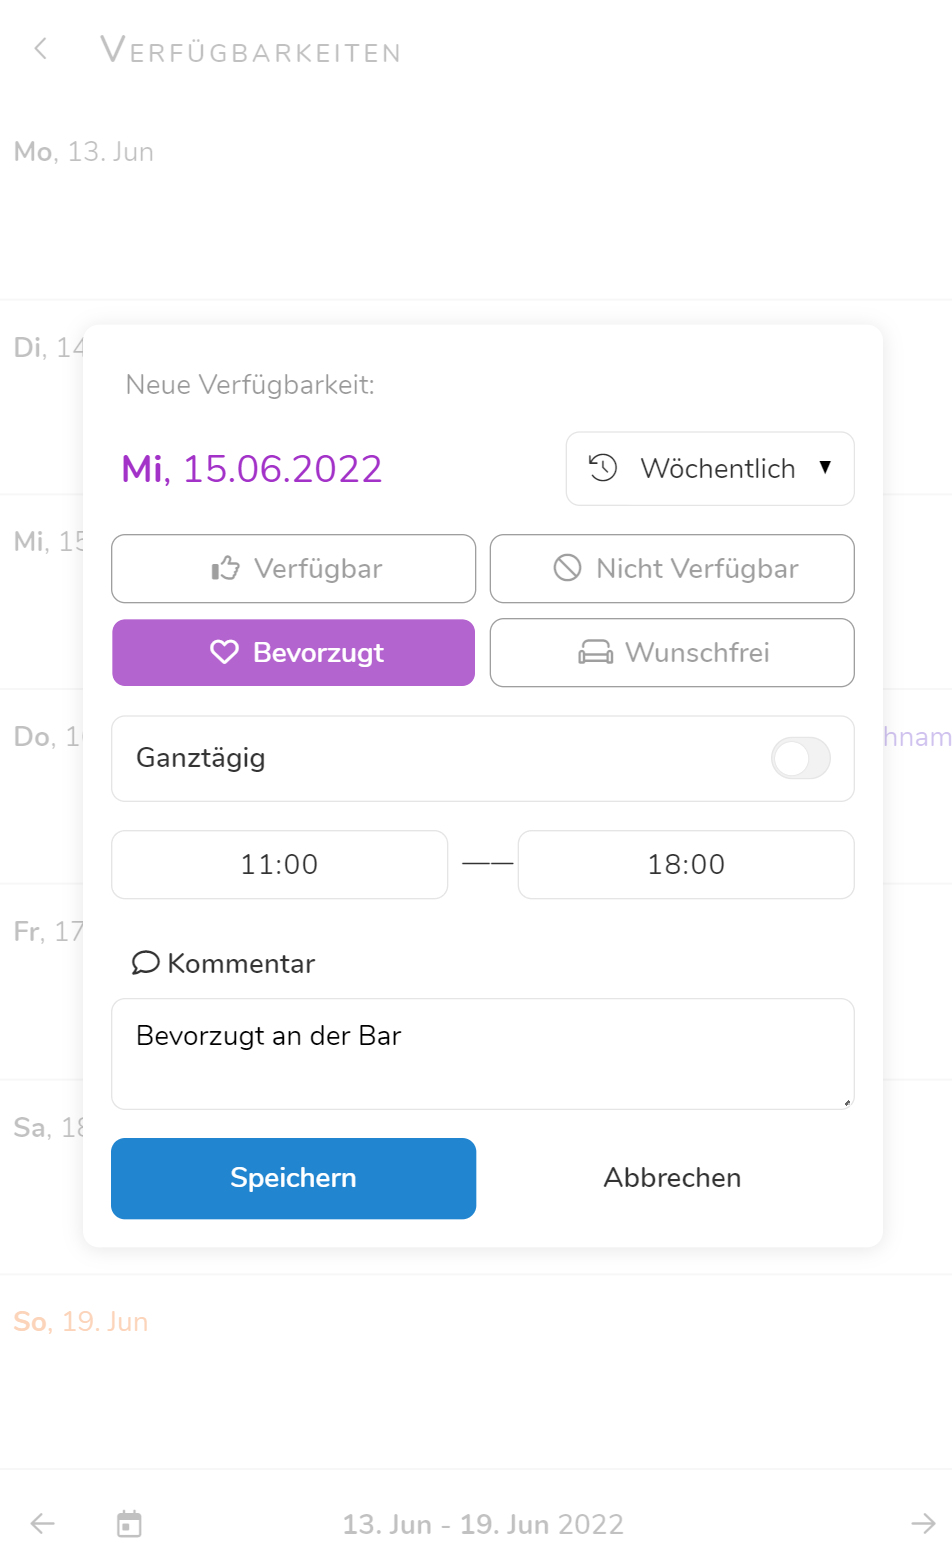 VERFÜGBARKEITEN
Mo, 13. Jun
Di, 14
Neue Verfügbarkeit:
Mi, 15.06.2022
Wöchentlich
Mi, 15
Verfügbar
Nicht Verfügbar
Bevorzugt
Wunschfrei
Do, 1
hnam
Ganztägig
11:00 —— 18:00
Fr, 17
Kommentar
Bevorzugt an der Bar
Sa, 18
Speichern
Abbrechen
So, 19. Jun
13. Jun - 19. Jun 2022